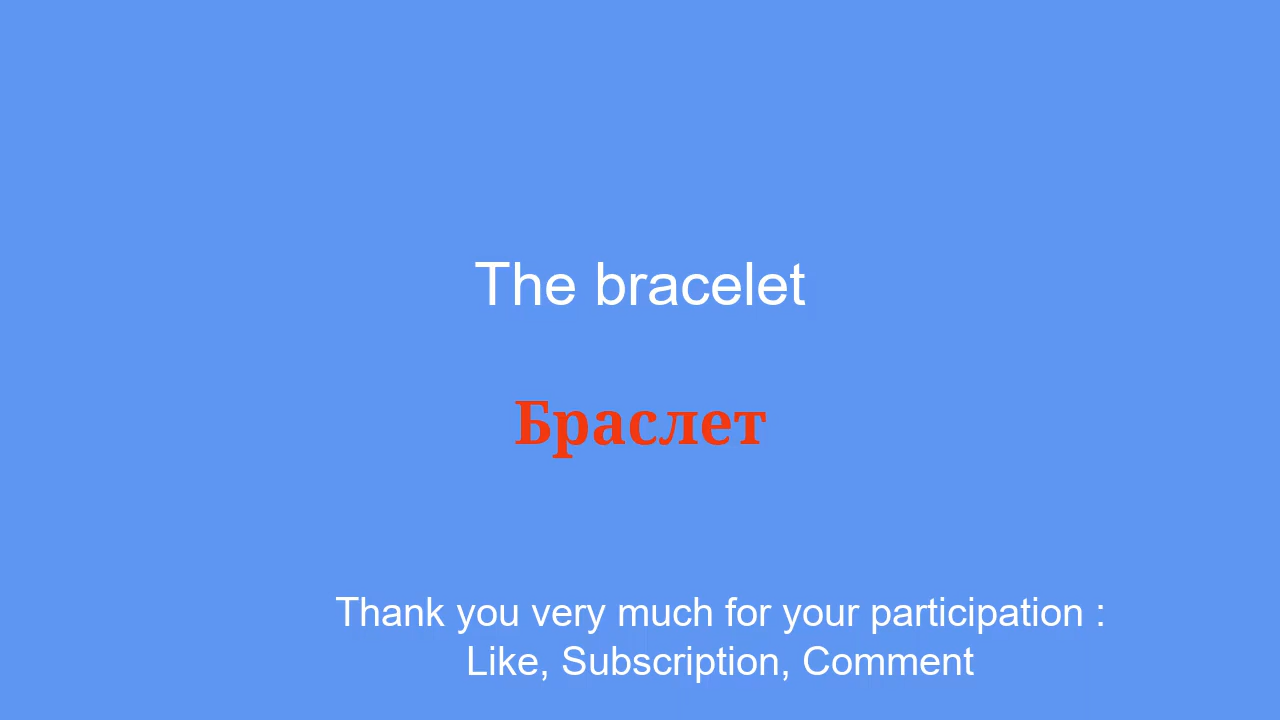 The bracelet
Браслет
Thank you very much for your participation :
Like, Subscription, Comment